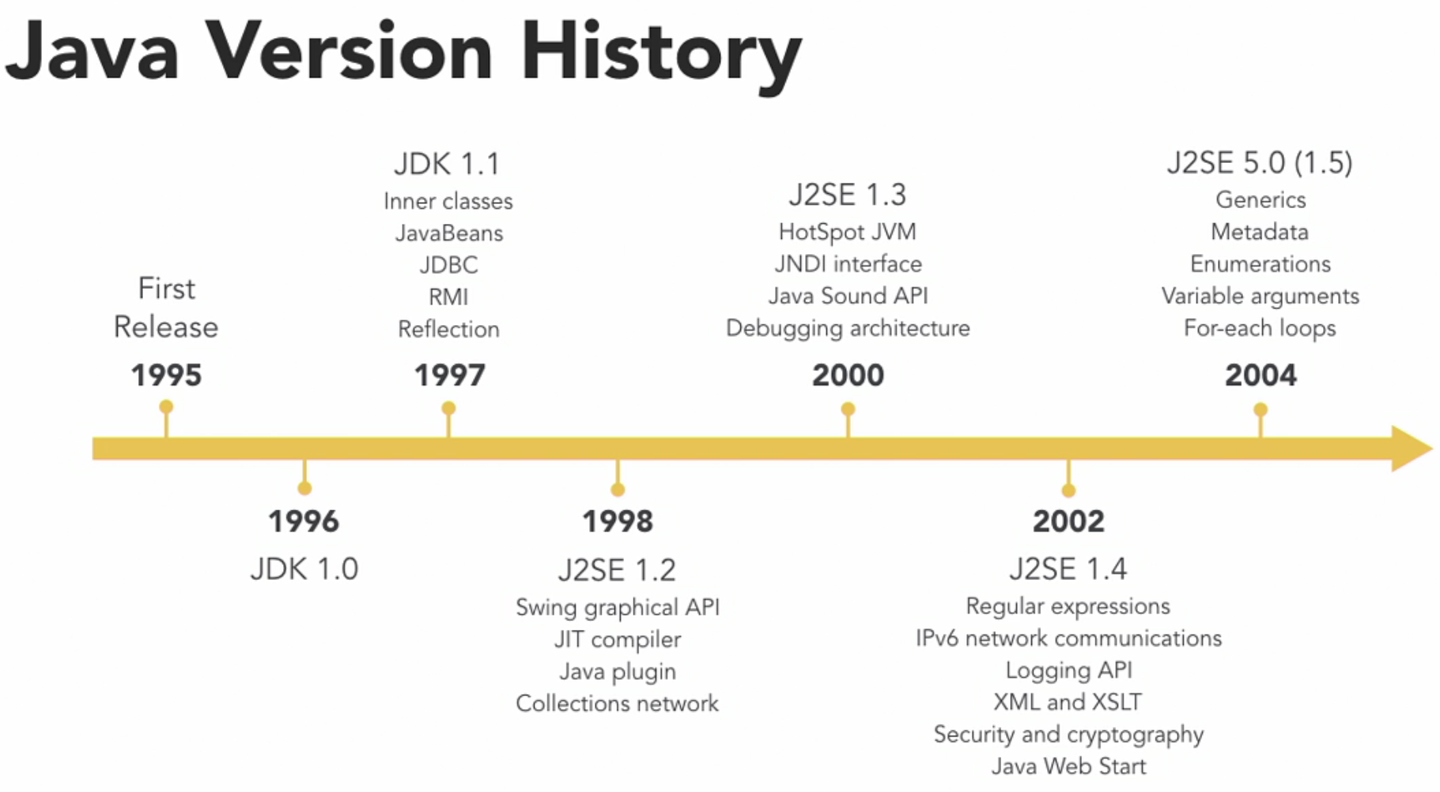 Java Version History
First
Release
1995
1996
JDK 1.0
JDK 1.1
Inner classes
JavaBeans
JDBC
RMI
Reflection
1997
1998
J2SE 1.2
Swing graphical API
JIT compiler
Java plugin
Collections network
J2SE 1.3
HotSpot JVM
JNDI interface
Java Sound API
Debugging architecture
2000
2002
J2SE 1.4
Regular expressions
IPv6 network communications
Logging API
XML and XSLT
Security and cryptography
Java Web Start
J2SE 5.0 (1.5)
Generics
Metadata
Enumerations
Variable arguments
For-each loops
2004